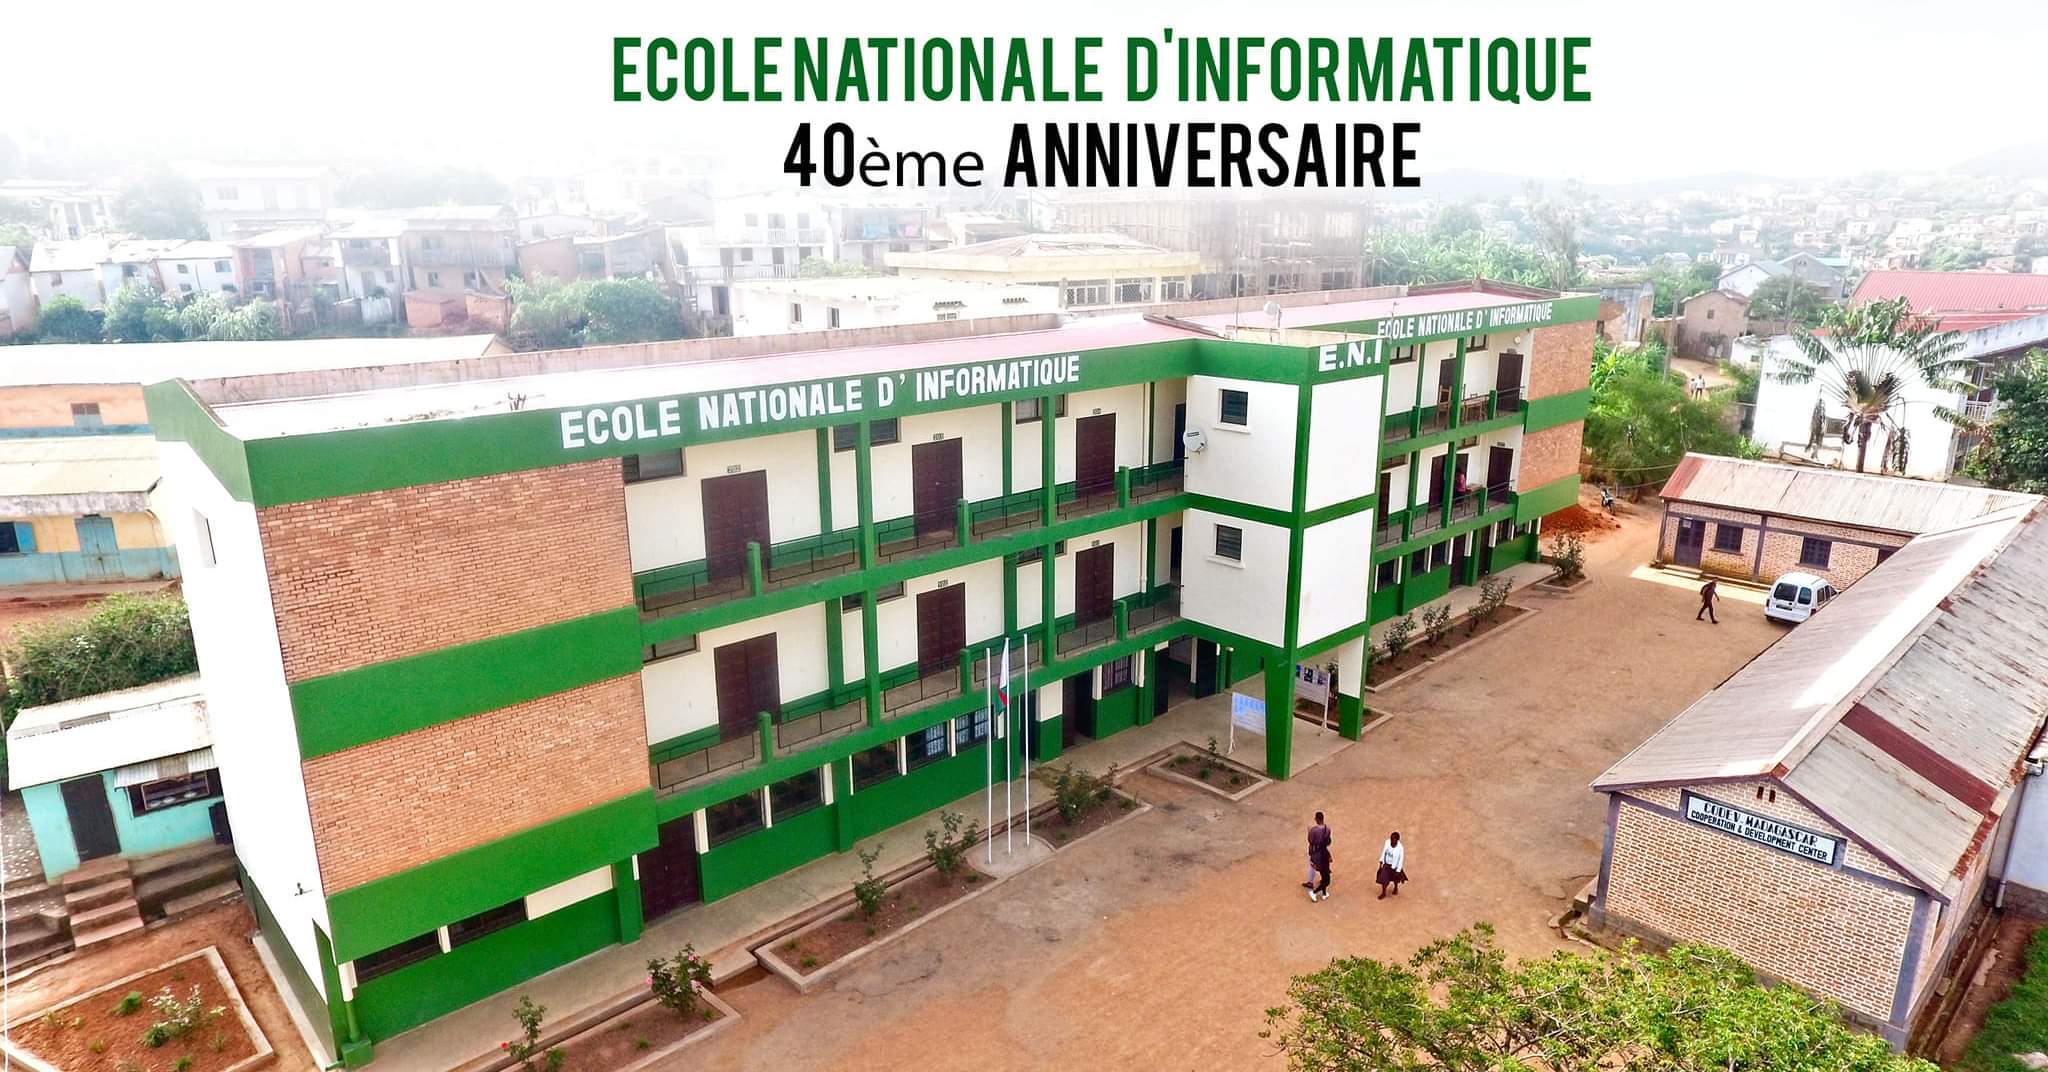 ECOLE NATIONALE D'INFORMATIQUE
40ème ANNIVERSAIRE
ECOLE NATIONALE D' INFORMATIQUE
E.N.I
ECOLE NATIONALE D' INFORMATIQUE
CODEV. MADAGASCAR
COOPERATION & DEVELOPMENT CENTER